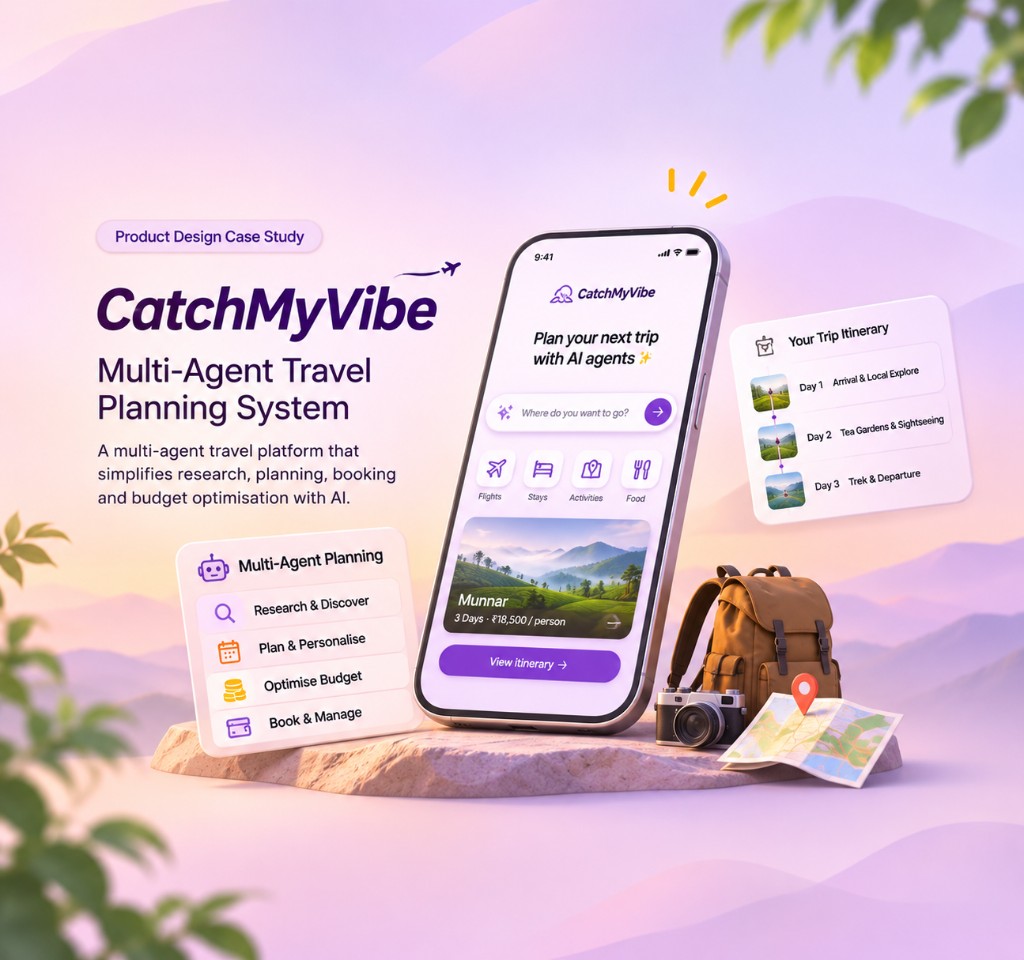 Product Design Case Study
CatchMyVibe
Multi-Agent Travel
Planning System
A multi-agent travel platform that
simplifies research, planning, booking
and budget optimisation with AI.
Multi-Agent Planning
Research & Discover
Plan & Personalise
Optimise Budget
Book & Manage
9:41
CatchMyVibe
Plan your next trip
with AI agents✨
Where do you want to go?
Flights
Stays
Activities
Food
Munnar
3 Days · ₹18,500 / person
View itinerary →
Your Trip Itinerary
Day 1 Arrival & Local Explore
Day 2 Tea Gardens & Sightseeing
Day 3 Trek & Departure